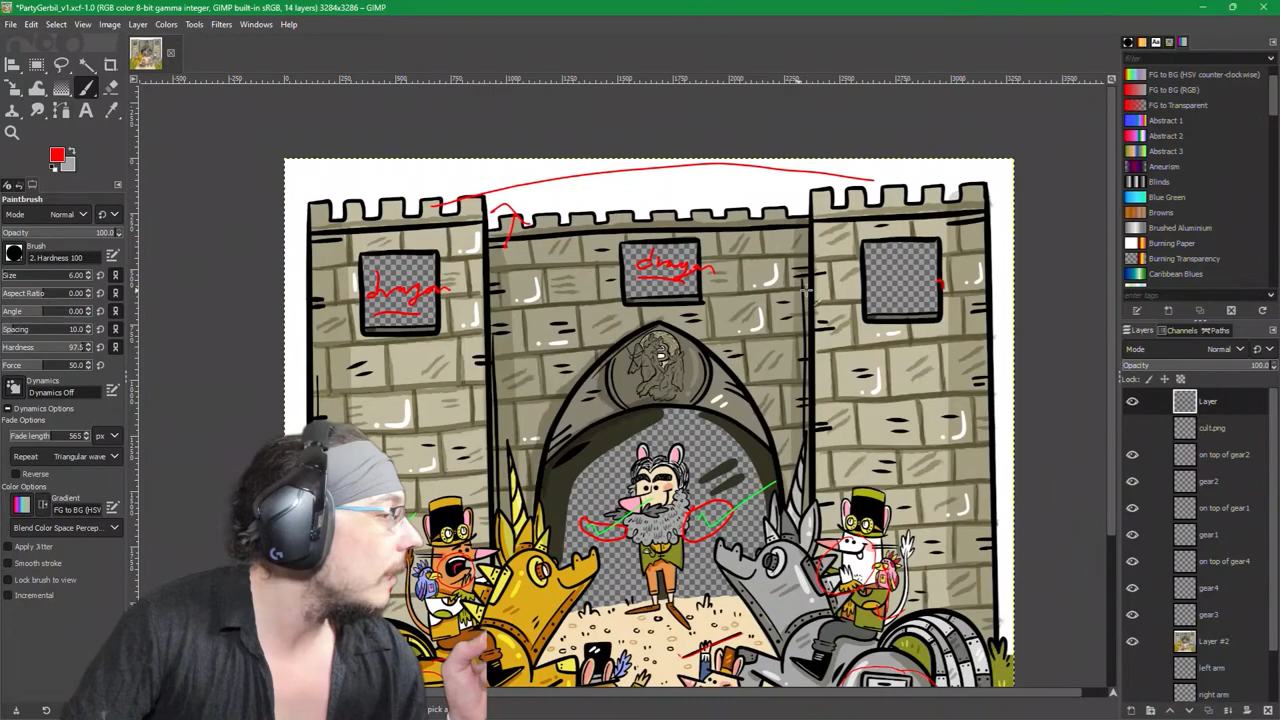 *PartyGerbil_v1.xcf-1.0 (RGB color 8-bit gamma integer, GIMP built-in sRGB, 14 layers) 3284x3286 – GIMP
File Edit Select View Image Layer Colors Tools Filters Windows Help
Paintbrush
Mode Normal
Opacity 100.0
Brush
2. Hardness 100
Size 6.00
Aspect Ratio 0.00
Angle 0.00
Spacing 10.0
Hardness 97.5
Force 50.0
Dynamics
Dynamics Off
Dynamics Options
Fade Options
Fade length 565 px
Repeat Triangular wave
Reverse
Color Options
Gradient
FG to BG (HSV
Blend Color Space Percep...
Apply Jitter
Smooth stroke
Lock brush to view
Incremental
dragon
dragon
filter
FG to BG (HSV counter-clockwise)
FG to BG (RGB)
FG to Transparent
Abstract 1
Abstract 2
Abstract 3
Aneurism
Blinds
Blue Green
Browns
Brushed Aluminium
Burning Paper
Burning Transparency
Caribbean Blues
enter tags
Layers Channels Paths
Mode Normal
Opacity 100.0
Lock:
Layer
cult.png
on top of gear2
gear2
on top of gear1
gear1
on top of gear4
gear4
gear3
Layer #2
left arm
right arm